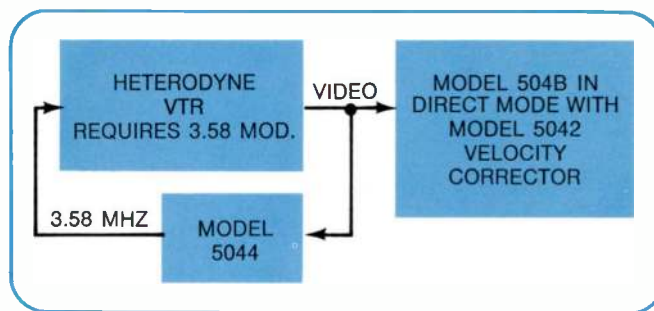 HETERODYNE
VTR
REQUIRES 3.58 MOD.
VIDEO
MODEL 504B IN
DIRECT MODE WITH
MODEL 5042
VELOCITY
CORRECTOR
3.58 MHZ
MODEL
5044